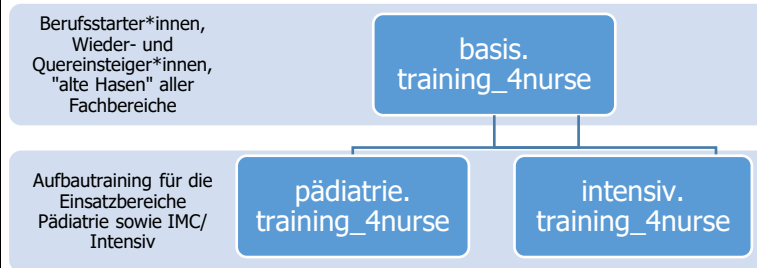 Berufsstarter*innen,
Wieder- und
Quereinsteiger*innen,
"alte Hasen" aller
Fachbereiche
basis.
training_4nurse
Aufbautraining für die
Einsatzbereiche
Pädiatrie sowie IMC/
Intensiv
pädiatrie.
training_4nurse
intensiv.
training_4nurse